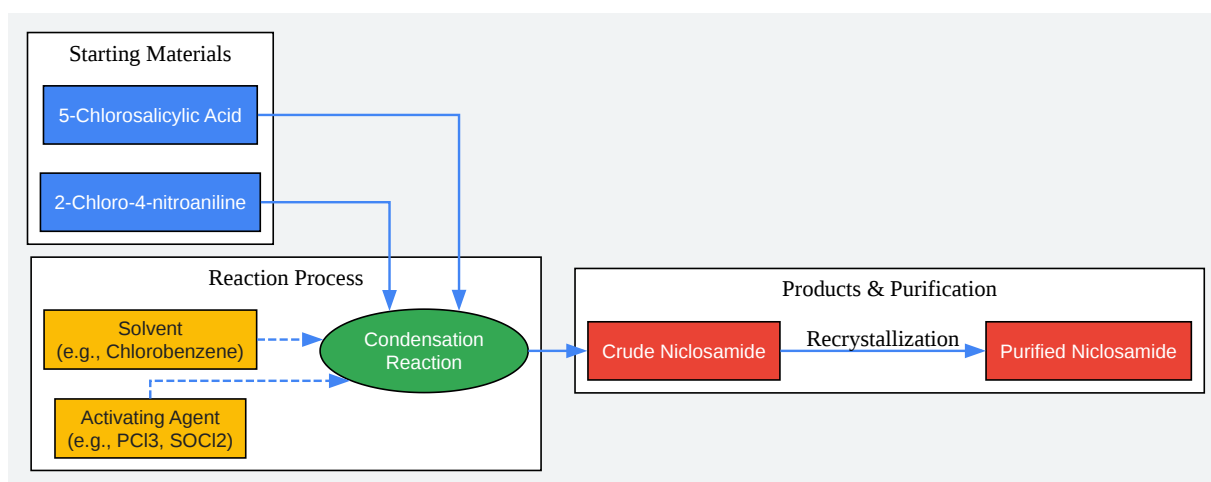 Starting Materials
5-Chlorosalicylic Acid
2-Chloro-4-nitroaniline
Reaction Process
Solvent
(e.g., Chlorobenzene)
Activating Agent
(e.g., PCl3, SOCl2)
Condensation
Reaction
Products & Purification
Crude Niclosamide
Recrystallization
Purified Niclosamide